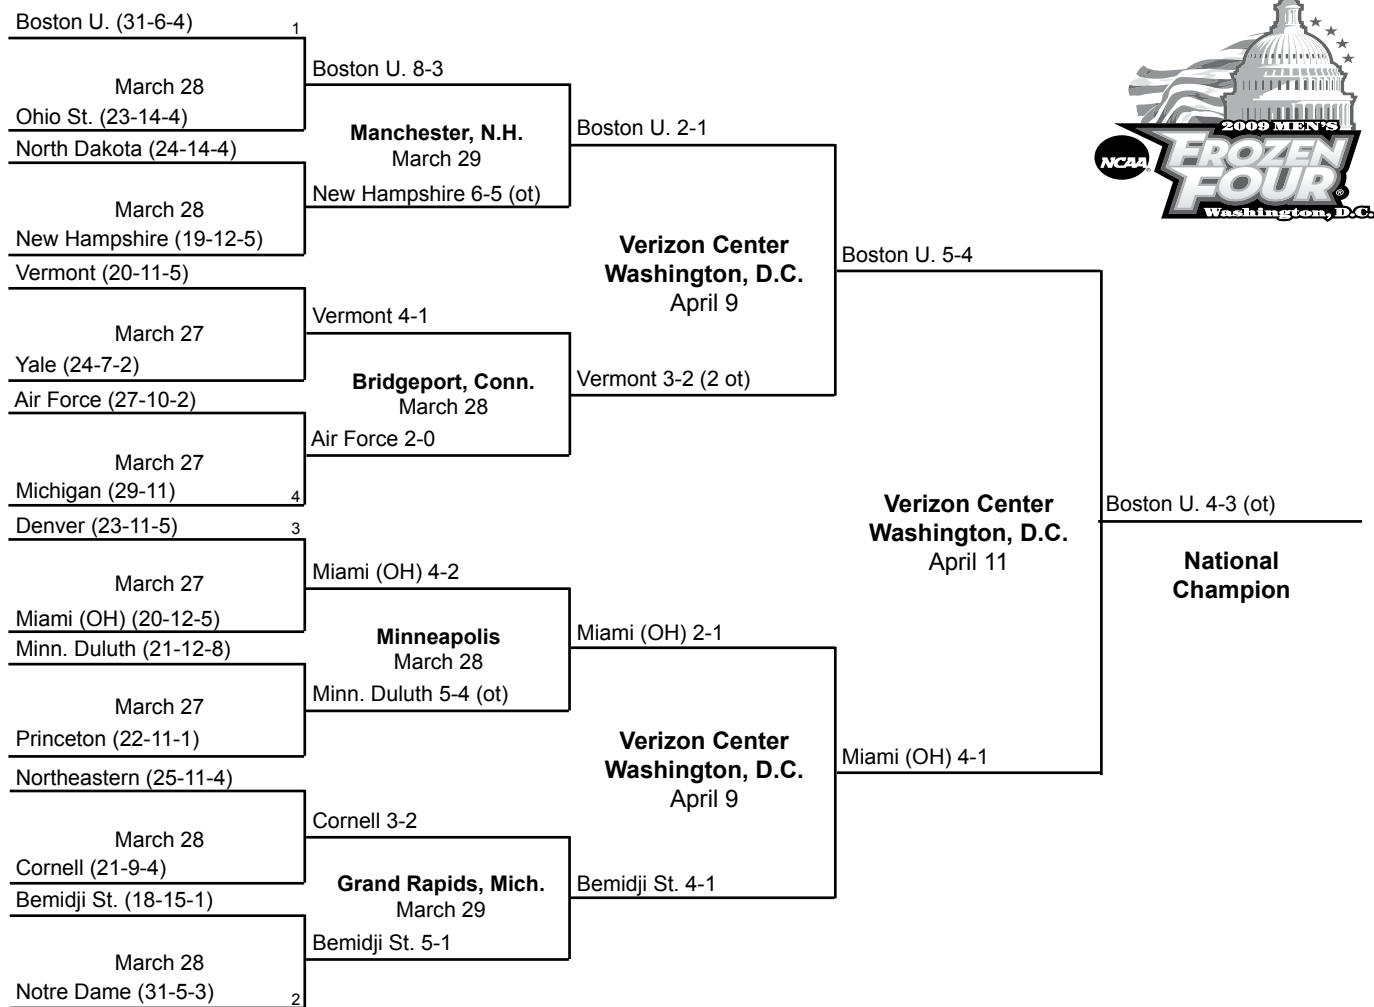 Boston U. (31-6-4)
1
March 28
Ohio St. (23-14-4)
North Dakota (24-14-4)
March 28
New Hampshire (19-12-5)
Vermont (20-11-5)
March 27
Yale (24-7-2)
Air Force (27-10-2)
March 27
Michigan (29-11)
4
Denver (23-11-5)
3
March 27
Miami (OH) (20-12-5)
Minn. Duluth (21-12-8)
March 27
Princeton (22-11-1)
Northeastern (25-11-4)
March 28
Cornell (21-9-4)
Bemidji St. (18-15-1)
March 28
Notre Dame (31-5-3)
2
Boston U. 8-3
Manchester, N.H.
March 29
New Hampshire 6-5 (ot)
Vermont 4-1
Bridgeport, Conn.
March 28
Air Force 2-0
Miami (OH) 4-2
Minneapolis
March 28
Minn. Duluth 5-4 (ot)
Cornell 3-2
Grand Rapids, Mich.
March 29
Bemidji St. 5-1
Boston U. 2-1
Verizon Center
Washington, D.C.
April 9
Vermont 3-2 (2 ot)
Miami (OH) 2-1
Verizon Center
Washington, D.C.
April 9
Bemidji St. 4-1
Boston U. 5-4
Verizon Center
Washington, D.C.
April 11
Miami (OH) 4-1
Boston U. 4-3 (ot)
National
Champion
2009 MEN'S
NCAA
FROZEN
FOUR®
Washington, D.C.